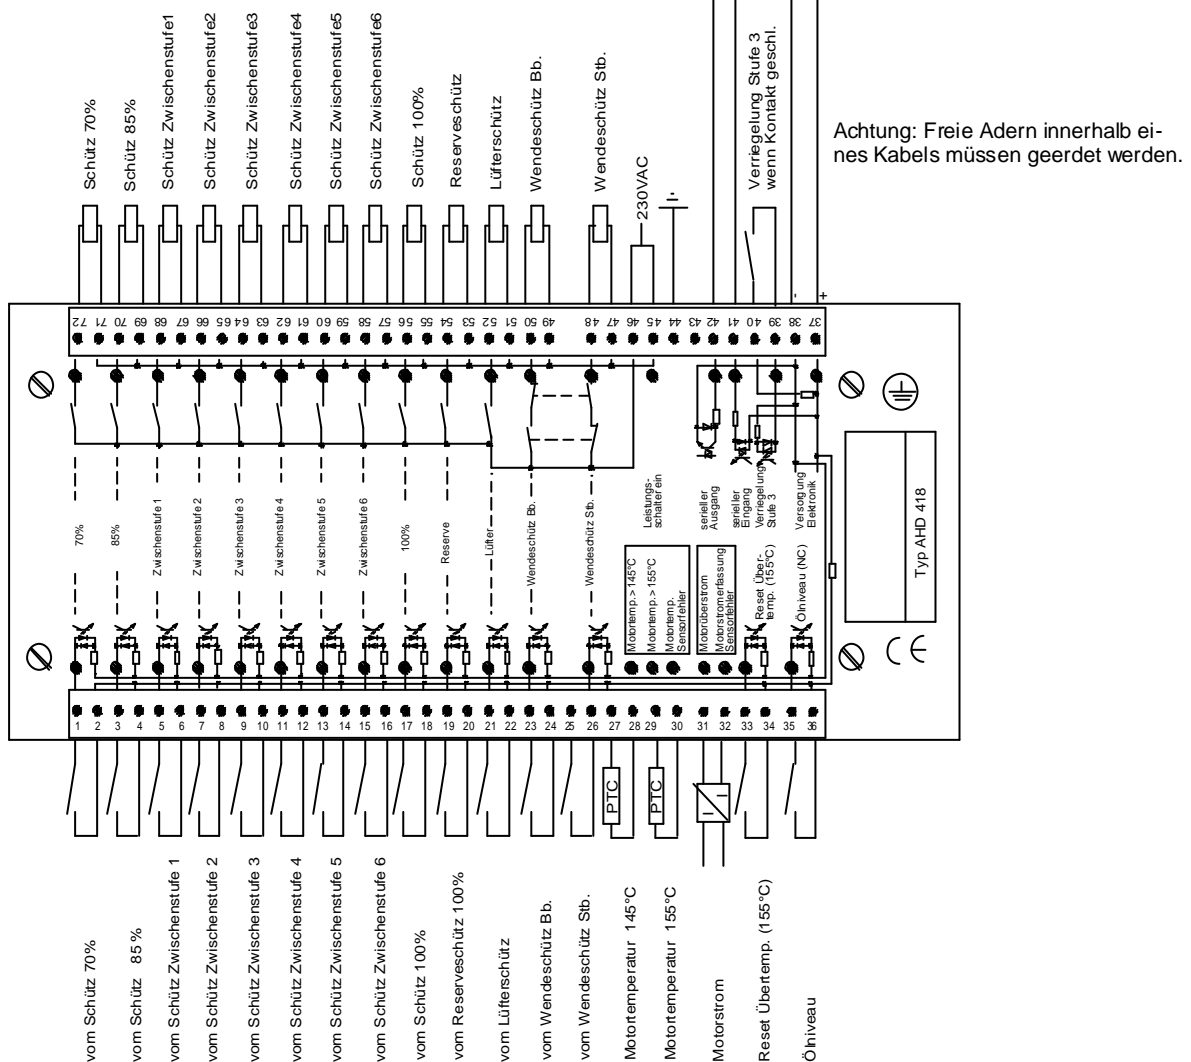 Schütz 70%
Schütz 85%
Schütz Zwischenstufe1
Schütz Zwischenstufe2
Schütz Zwischenstufe3
Schütz Zwischenstufe4
Schütz Zwischenstufe5
Schütz Zwischenstufe6
Schütz 100%
Reserveschütz
Lüfterschütz
Wendeschütz Bb.
Wendeschütz Stb.
230VAC
Verriegelung Stufe 3
wenn Kontakt geschl.
Achtung: Freie Adern innerhalb ei-
nes Kabels müssen geerdet werden.
- +
72 71 70 69 68 67 66 65 64 63 62 61 60 59 58 57 56 55 54 53 52 51 50 49 48 47 46 45 44 43 42 41 40 39 38 37
70%
85%
Zwischenstufe 1
Zwischenstufe 2
Zwischenstufe 3
Zwischenstufe 4
Zwischenstufe 5
Zwischenstufe 6
100%
Reserve
Lüfter
Wendeschütz Bb.
Wendeschütz Stb.
Leistungs-
schalter ein
serieller
Ausgang
serieller
Eingang
Verriegelung
Stufe 3
Versorgung
Elektronik
Motortemp. > 145°C
Motortemp. > 155°C
Motortemp.
Sensorfehler
Motorüberstrom
Motorstromerfassung
Sensorfehler
Reset Über-
temp. (155°C)
Ölniveau (NC)
Typ AHD 418
CE
1 2 3 4 5 6 7 8 9 10 11 12 13 14 15 16 17 18 19 20 21 22 23 24 25 26 27 28 29 30 31 32 33 34 35 36
PTC
PTC
vom Schütz 70%
vom Schütz 85 %
vom Schütz Zwischenstufe 1
vom Schütz Zwischenstufe 2
vom Schütz Zwischenstufe 3
vom Schütz Zwischenstufe 4
vom Schütz Zwischenstufe 5
vom Schütz Zwischenstufe 6
vom Schütz 100%
vom Reserveschütz 100%
vom Lüfterschütz
vom Wendeschütz Bb.
vom Wendeschütz Stb.
Motortemperatur 145°C
Motortemperatur 155°C
Motorstrom
Reset Übertemp. (155°C)
Ölniveau